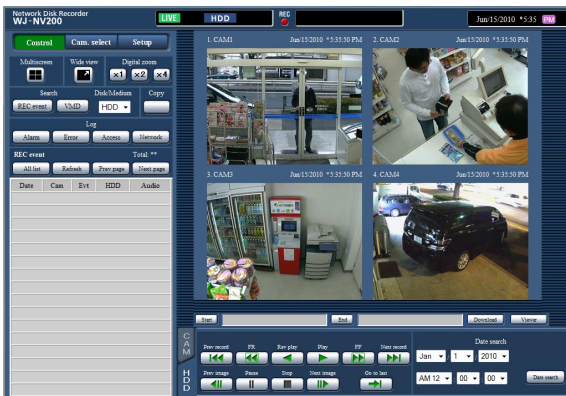 Network Disk Recorder
WJ-NV200
LIVE HDD REC Jun/15/2010 *5:35 PM
Control Cam. select Setup
Multiscreen Wide view Digital zoom
x1 x2 x4
Search Disk/Medium Copy
REC event VMD HDD
Log
Alarm Error Access Network
REC event Total: **
All list Refresh Prev page Next page
Date Cam Evt HDD Audio
1. CAM1 Jun/15/2010 *5:35:50 PM
2. CAM2 Jun/15/2010 *5:35:50 PM
3. CAM3 Jun/15/2010 *5:35:50 PM
4. CAM4 Jun/15/2010 *5:35:50 PM
Start End Download Viewer
CAM
HDD
Prev record FR Rev play Play FF Next record
Prev image Pause Stop Next image Go to last
Date search
Jan 1 2010
AM 12 00 00 Date search